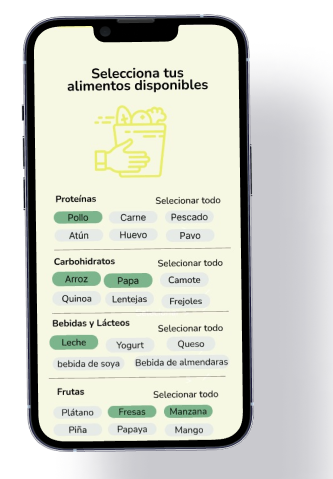 Selecciona tus
alimentos disponibles
Proteínas Selecionar todo
Pollo Carne Pescado
Atún Huevo Pavo
Carbohidratos Selecionar todo
Arroz Papa Camote
Quinoa Lentejas Frejoles
Bebidas y Lácteos Selecionar todo
Leche Yogurt Queso
bebida de soya Bebida de almendaras
Frutas Selecionar todo
Plátano Fresas Manzana
Piña Papaya Mango